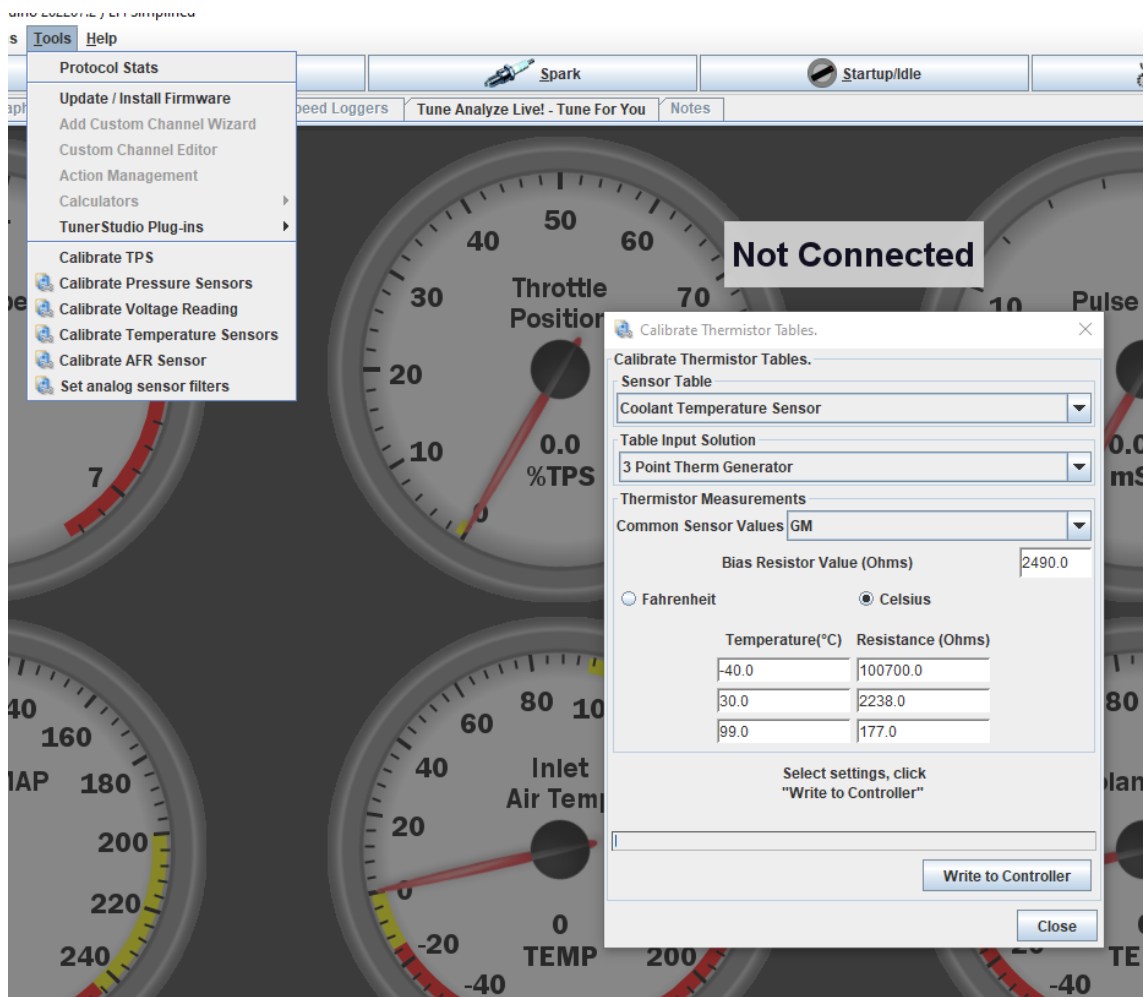 Tools Help
Protocol Stats
Update / Install Firmware
Add Custom Channel Wizard
Custom Channel Editor
Action Management
Calculators
TunerStudio Plug-ins
Calibrate TPS
Calibrate Pressure Sensors
Calibrate Voltage Reading
Calibrate Temperature Sensors
Calibrate AFR Sensor
Set analog sensor filters
Spark
Startup/Idle
peed Loggers
Tune Analyze Live! - Tune For You
Notes
Not Connected
50
40
60
30
70
20
10
0
Throttle
Position
0.0
%TPS
10
Pulse
7
Calibrate Thermistor Tables.
Calibrate Thermistor Tables.
Sensor Table
Coolant Temperature Sensor
Table Input Solution
3 Point Therm Generator
Thermistor Measurements
Common Sensor Values GM
Bias Resistor Value (Ohms) 2490.0
Fahrenheit Celsius
Temperature(°C) Resistance (Ohms)
-40.0 100700.0
30.0 2238.0
99.0 177.0
Select settings, click
"Write to Controller"
Write to Controller
Close
40
160
180
200
220
240
80
10
60
40
20
0
-20
-40
Inlet
Air Temp
0
TEMP
200
80
-40